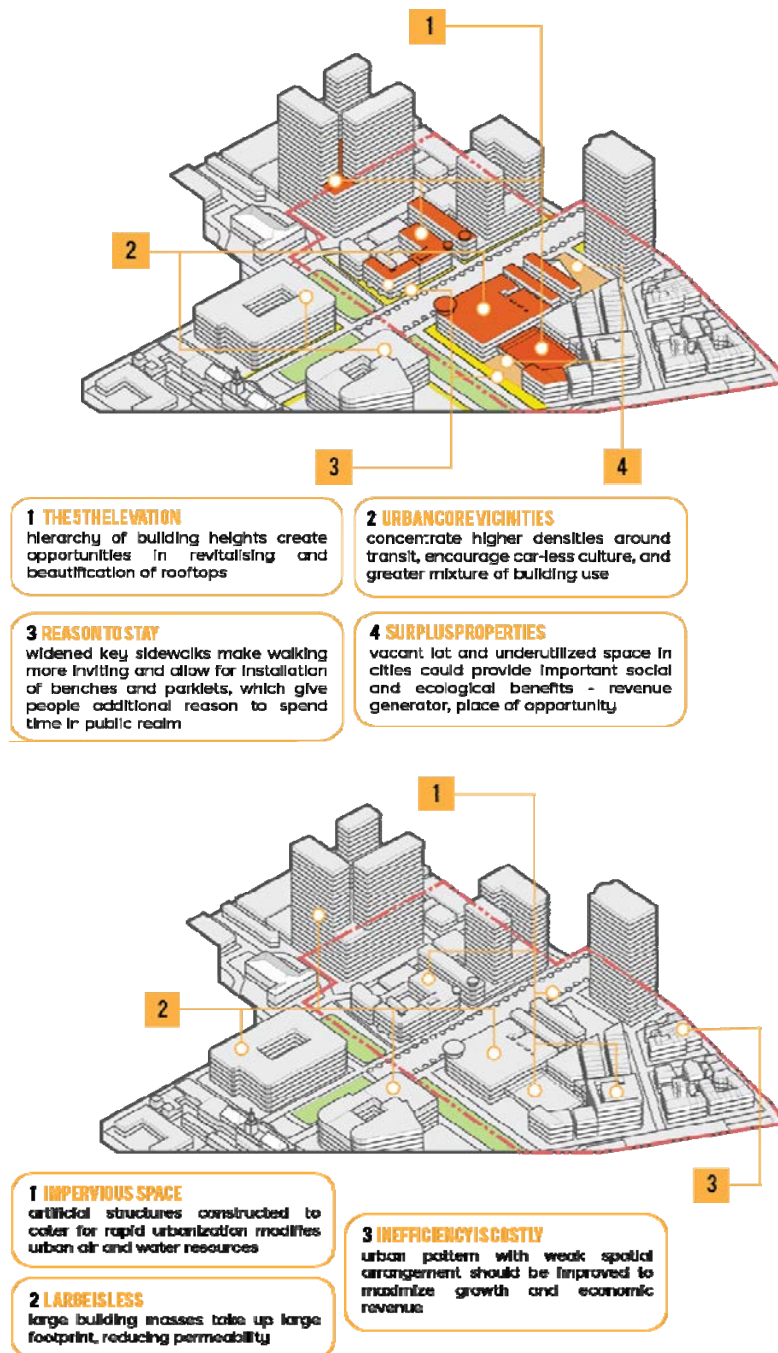 1
2
3
4
1 THE 5TH ELEVATION
hierarchy of building heights create
opportunities in revitalising and
beautification of rooftops
2 URBAN CORE VICINITIES
concentrate higher densities around
transit, encourage car-less culture, and
greater mixture of building use
3 REASON TO STAY
widened key sidewalks make walking
more inviting and allow for installation
of benches and parklets, which give
people additional reason to spend
time in public realm
4 SURPLUS PROPERTIES
vacant lot and underutilized space in
cities could provide important social
and ecological benefits - revenue
generator, place of opportunity
1
2
3
1 IMPERVIOUS SPACE
artificial structures constructed to
cater for rapid urbanization modifies
urban air and water resources
2 LARGE IS LESS
large building masses take up large
footprint, reducing permeability
3 INEFFICIENCY IS COSTLY
urban pattern with weak spatial
arrangement should be improved to
maximize growth and economic
revenue